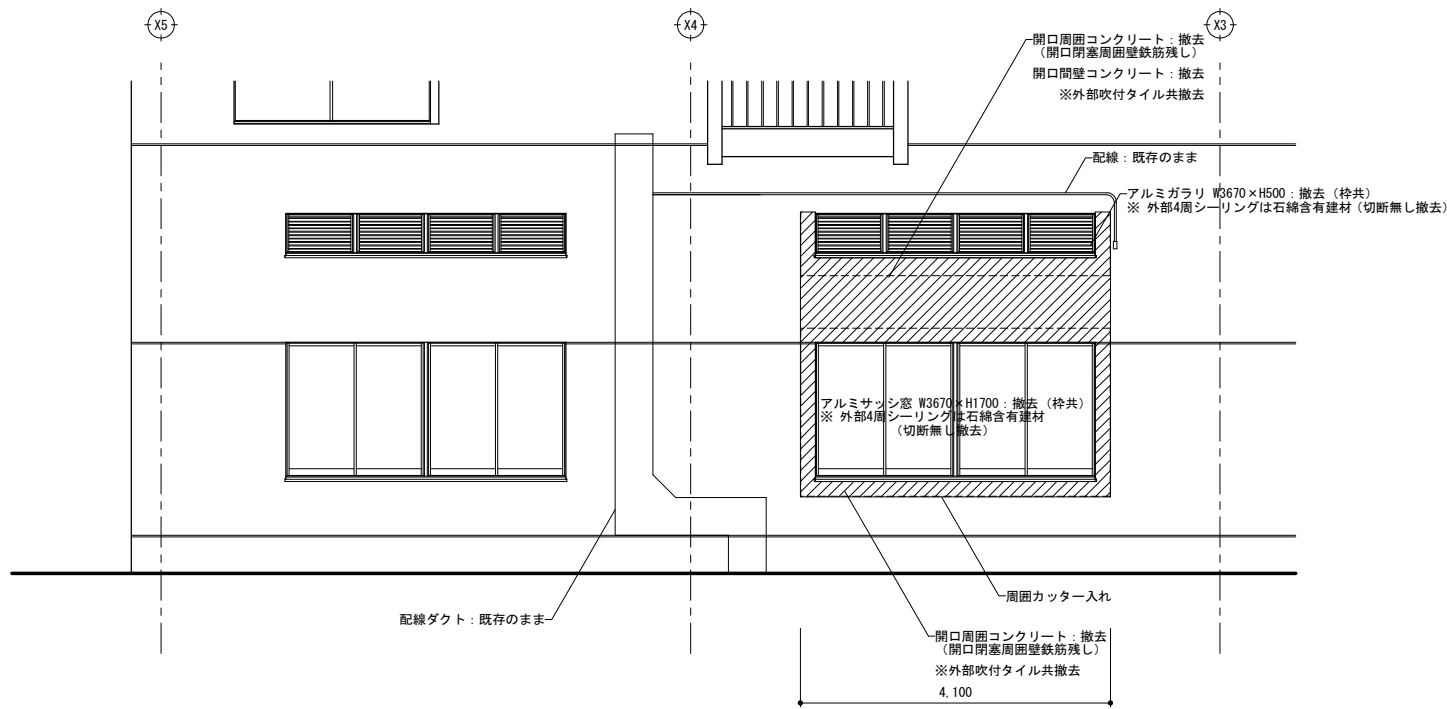 X5
X4
X3
開口周囲コンクリート：撤去
（開口閉塞周囲壁鉄筋残し）
開口間壁コンクリート：撤去
※外部吹付タイル共撤去
配線：既存のまま
アルミガラリ W3670×H500：撤去（枠共）
※ 外部4周シーリングは石綿含有建材（切断無し撤去）
アルミサッシ窓 W3670×H1700：撤去（枠共）
※ 外部4周シーリングは石綿含有建材
（切断無し撤去）
周囲カッター入れ
配線ダクト：既存のまま
開口周囲コンクリート：撤去
（開口閉塞周囲壁鉄筋残し）
※外部吹付タイル共撤去
4,100